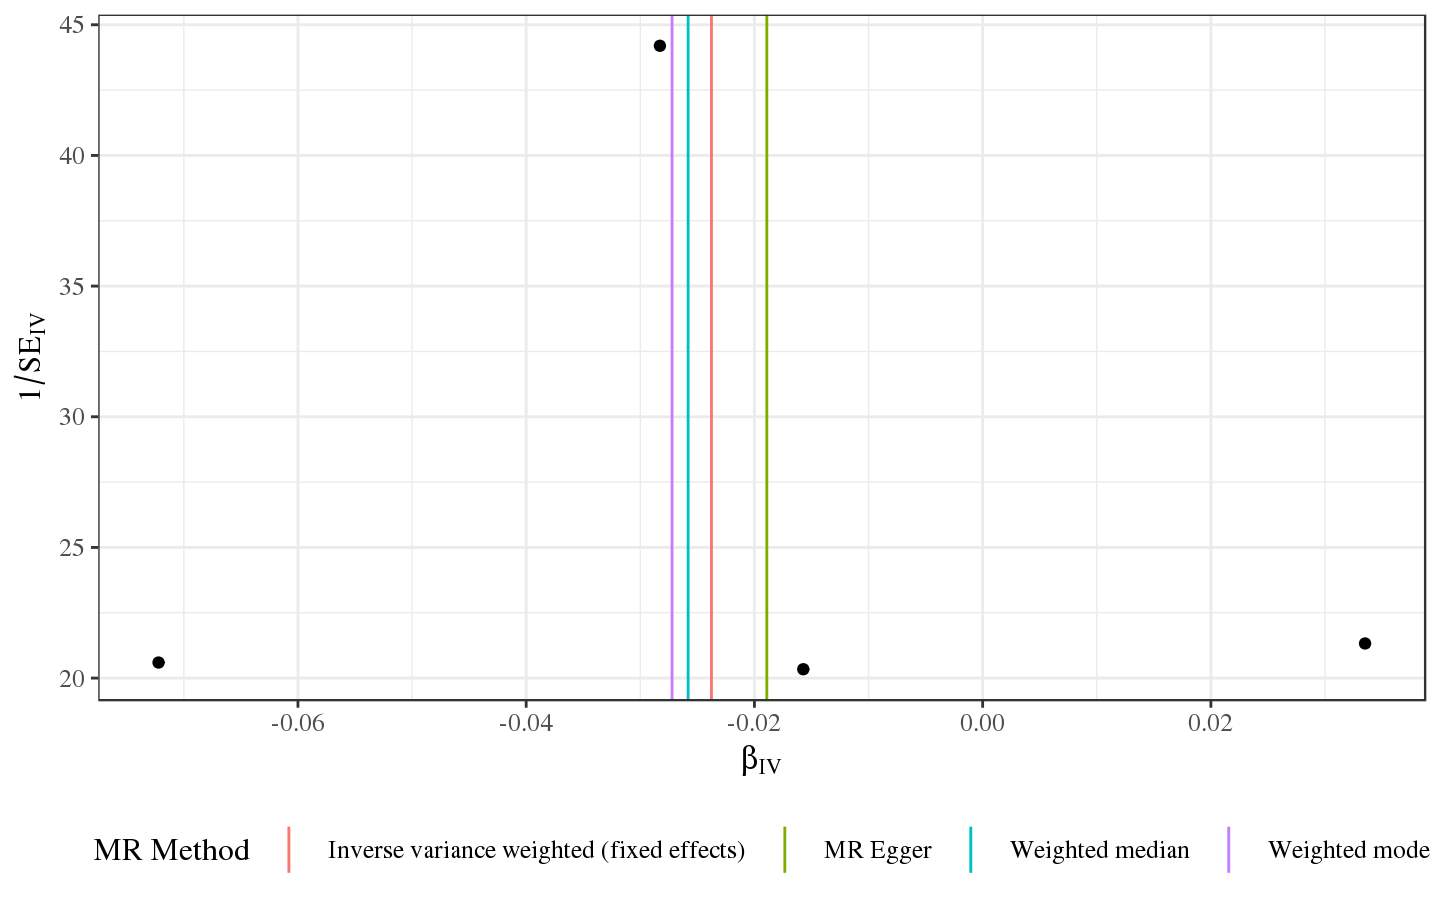 45
40
35
30
25
20
1/SE_IV
-0.06 -0.04 -0.02 0.00 0.02
β_IV
MR Method Inverse variance weighted (fixed effects) MR Egger Weighted median Weighted mode